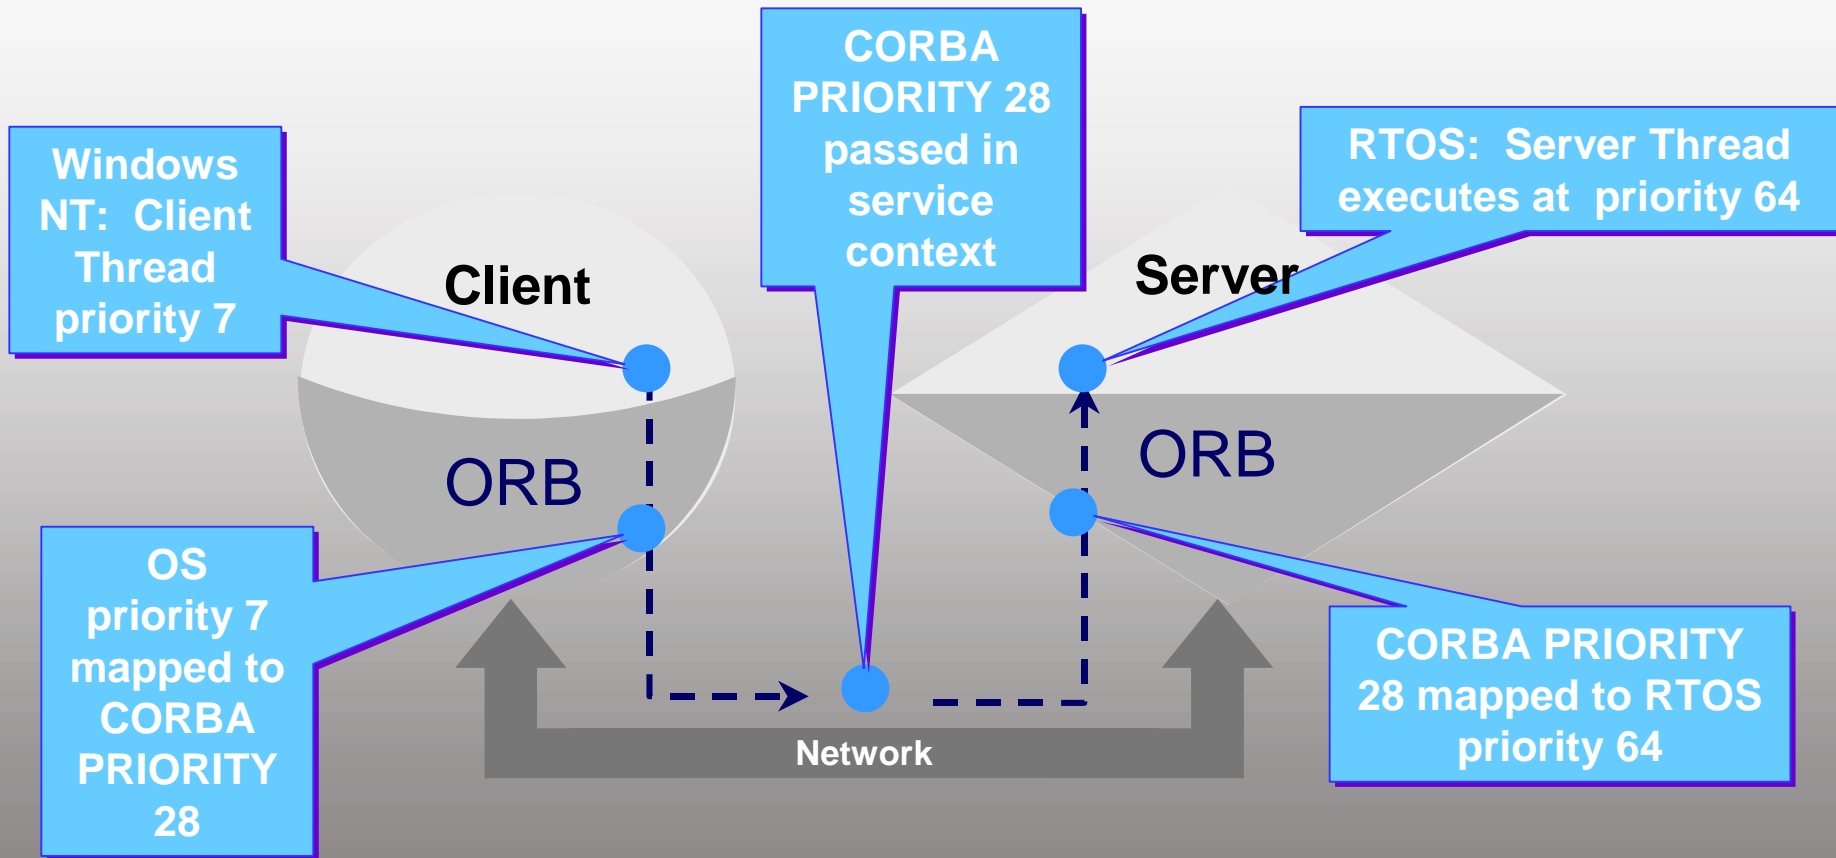 CORBA
PRIORITY 28
passed in
service
context
Windows
NT:  Client
Thread
priority 7
RTOS:  Server Thread
executes at  priority 64
Client
Server
ORB
ORB
OS
priority 7
mapped to
CORBA
PRIORITY
28
CORBA PRIORITY
28 mapped to RTOS
priority 64
Network